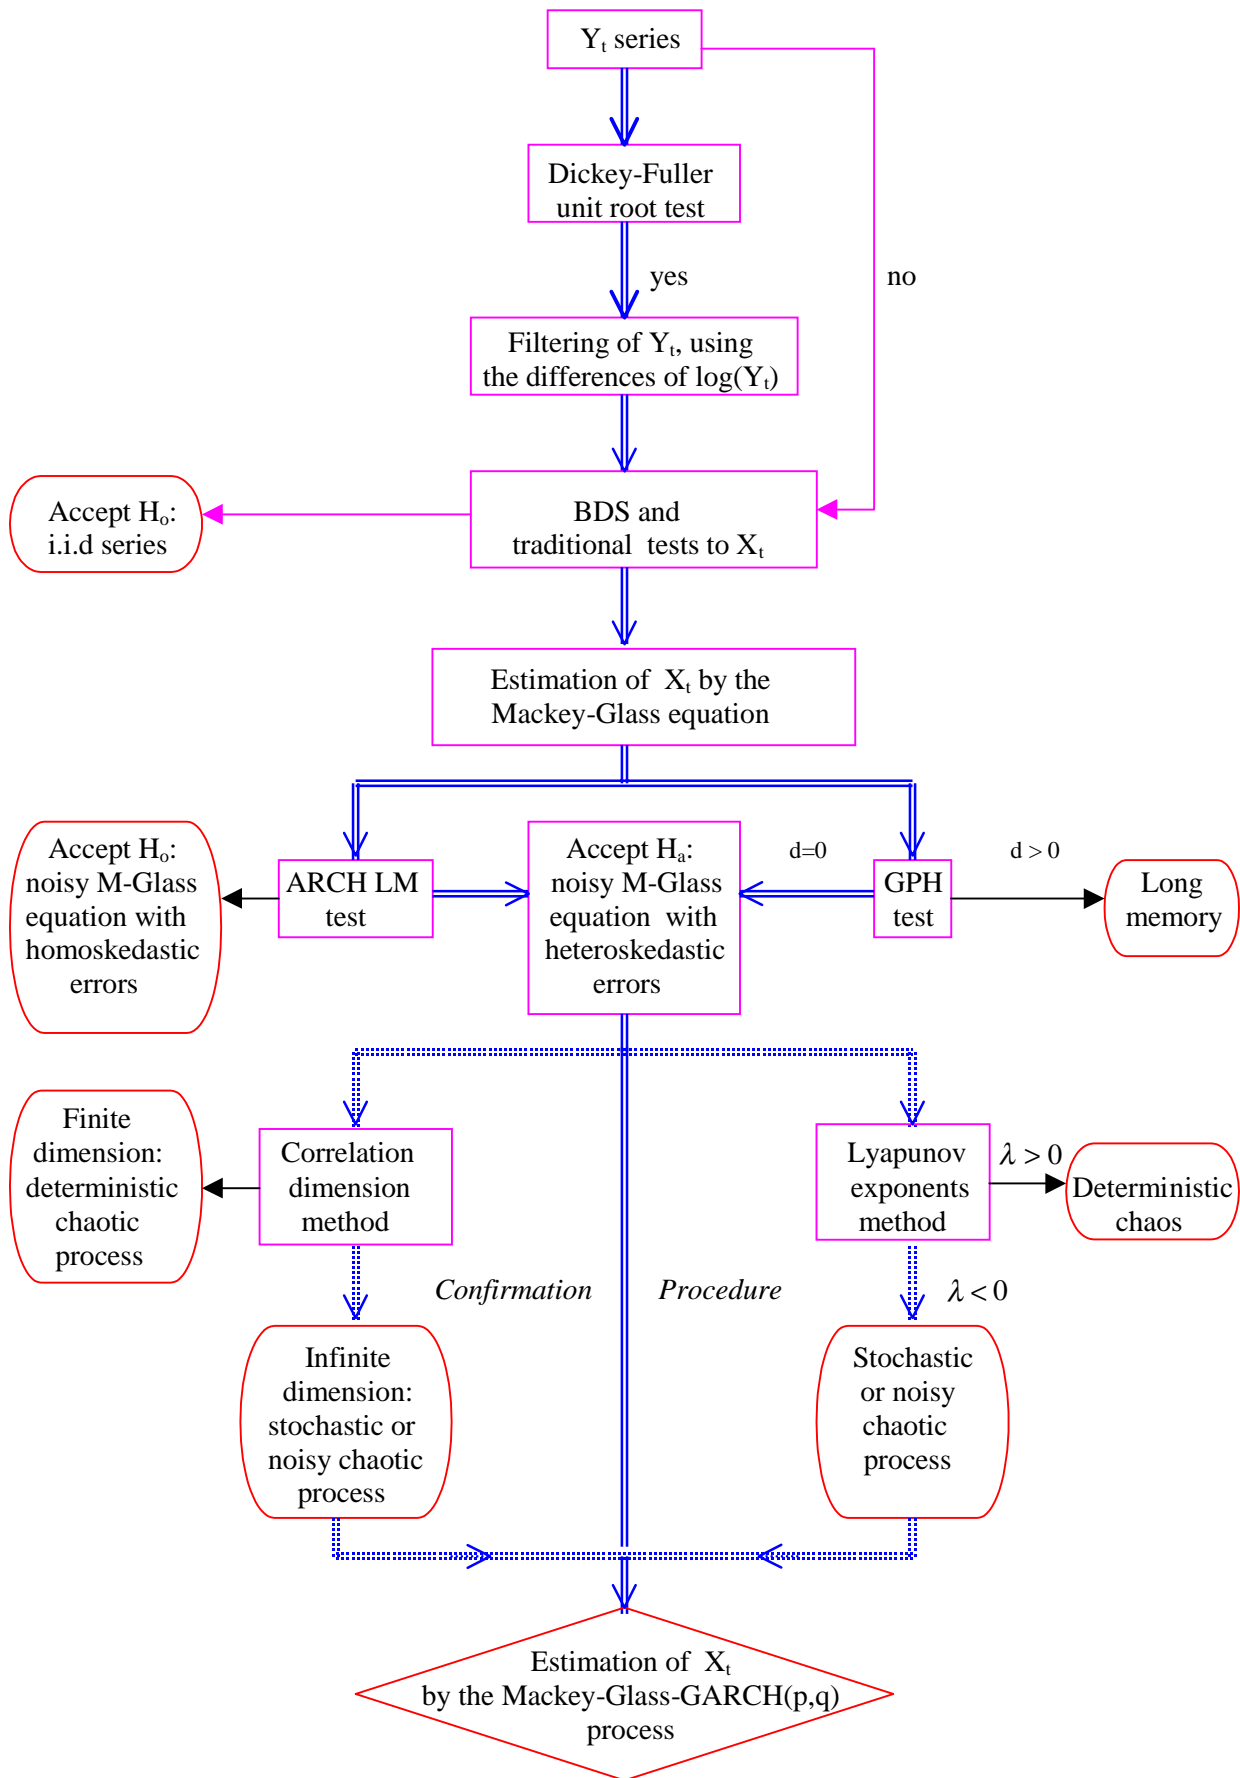 Yₜ series
Dickey-Fuller
unit root test
yes
no
Filtering of Yₜ, using
the differences of log(Yₜ)
Accept Hₒ:
i.i.d series
BDS and
traditional tests to Xₜ
Estimation of Xₜ by the
Mackey-Glass equation
Accept Hₒ:
noisy M-Glass
equation with
homoskedastic
errors
ARCH LM
test
Accept Hₐ:
noisy M-Glass
equation with
heteroskedastic
errors
d=0
GPH
test
d > 0
Long
memory
Finite
dimension:
deterministic
chaotic
process
Correlation
dimension
method
Lyapunov
exponents
method
λ > 0
Deterministic
chaos
Confirmation Procedure
λ < 0
Infinite
dimension:
stochastic or
noisy chaotic
process
Stochastic
or noisy
chaotic
process
Estimation of Xₜ
by the Mackey-Glass-GARCH(p,q)
process